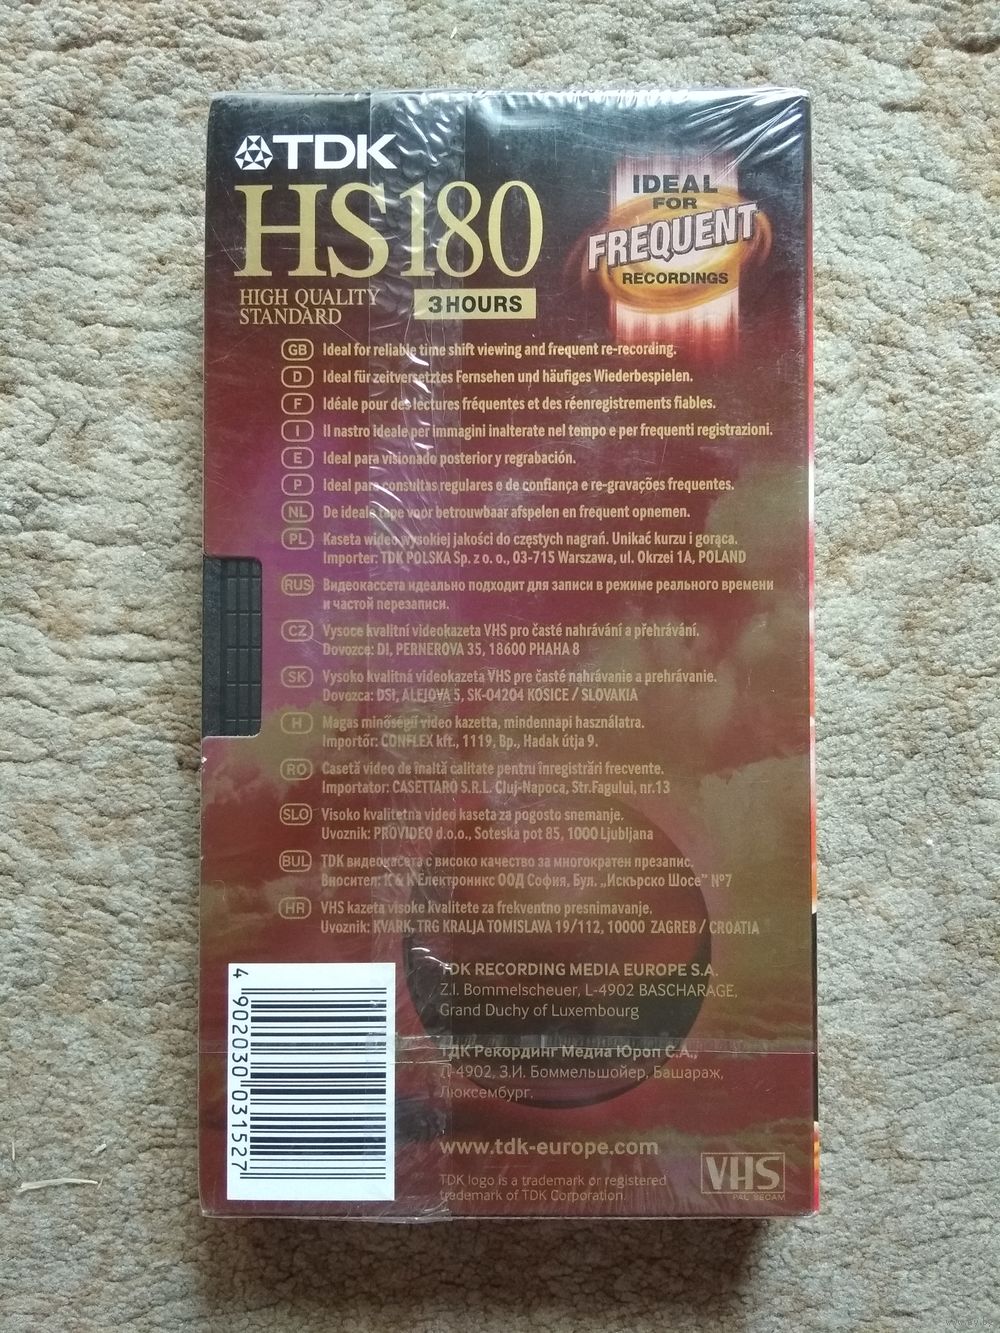 TDK
HS180
HIGH QUALITY
STANDARD
3HOURS
IDEAL
FOR
FREQUENT
RECORDINGS
GB Ideal for reliable time shift viewing and frequent re-recording.
D Ideal für zeitversetztes Fernsehen und häufiges Wiederbespielen.
F Idéale pour des lectures fréquentes et des réenregistrements fiables.
I Il nastro ideale per immagini inalterate nel tempo e per frequenti registrazioni.
E Ideal para visionado posterior y regrabación.
P Ideal para consultas regulares e de confiança e re-gravações frequentes.
NL De ideale tape voor betrouwbaar afspelen en frequent opnemen.
PL Kaseta wideo wysokiej jakości do częstych nagrań. Unikać kurzu i gorąca.
Importer: TDK POLSKA Sp. z o. o., 03-715 Warszawa, ul. Okrzei 1A, POLAND
RUS Видеокассета идеально подходит для записи в режиме реального времени
и частой перезаписи.
CZ Vysoce kvalitní videokazeta VHS pro časté nahrávání a přehrávání.
Dovozce: DI, PERNEROVA 35, 18600 PHAHA 8
SK Vysoko kvalitná videokazeta VHS pre časté nahrávanie a prehrávanie.
Dovozca: DSI, ALEJOVA 5, SK-04204 KOSICE / SLOVAKIA
H Magas minőségű video kazetta, mindennapi használatra.
Importőr: CONFLEX kft., 1119, Bp., Hadak útja 9.
RO Casetă video de înaltă calitate pentru înregistrări frecvente.
Importator: CASETTARO S.R.L. Cluj-Napoca, Str.Fagului, nr.13
SLO Visoko kvalitetna video kaseta za pogosto snemanje.
Uvoznik: PROVIDEO d.o.o., Soteska pot 85, 1000 Ljubljana
BUL TDK видеокасета с високо качество за многократен презапис.
Вносител: K & K Електроникс ООД София, Бул. „Искърско Шосе" №7
HR VHS kazeta visoke kvalitete za frekventno presnimavanje.
Uvoznik: KVARK, TRG KRALJA TOMISLAVA 19/112, 10000 ZAGREB / CROATIA
TDK RECORDING MEDIA EUROPE S.A.
Z.I. Bommelscheuer, L-4902 BASCHARAGE,
Grand Duchy of Luxembourg
ТДК Рекординг Медиа Юроп С.А.,
Л-4902, З.И. Боммельшойер, Башараж,
Люксембург.
www.tdk-europe.com
TDK logo is a trademark or registered
trademark of TDK Corporation.
VHS
PAL SECAM
4 902030 031527